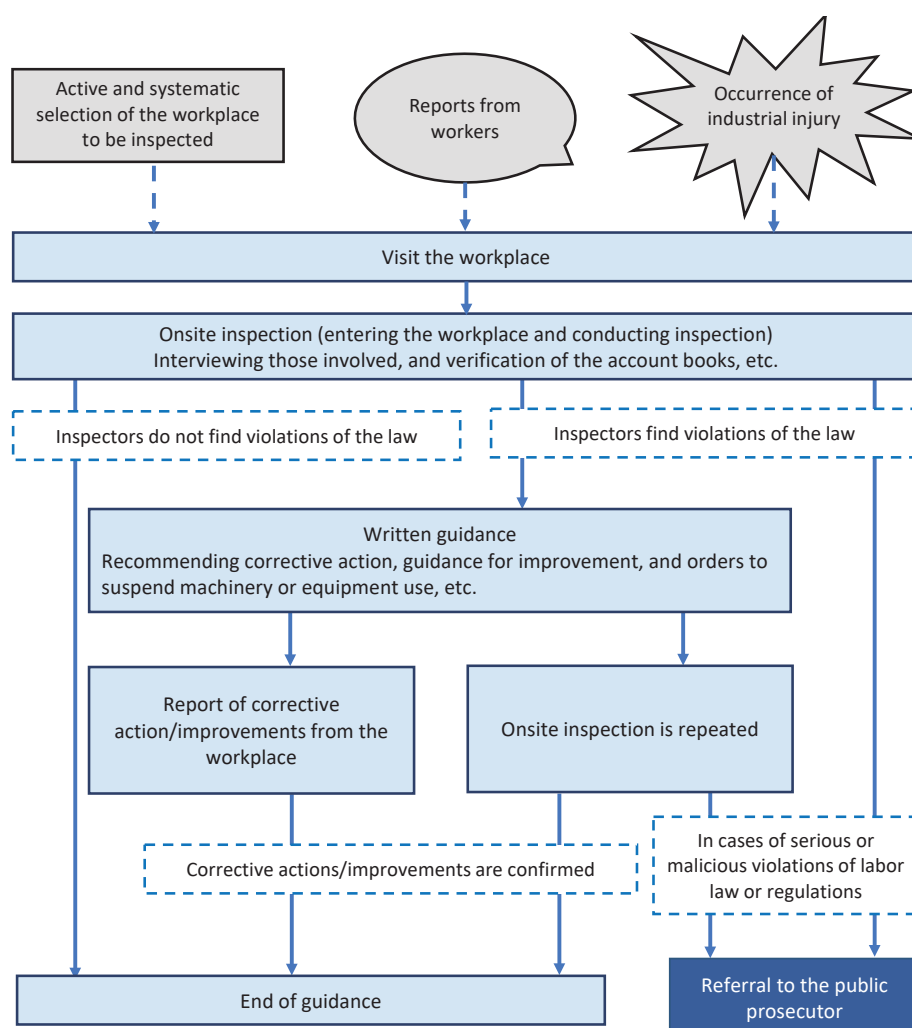 Active and systematic
selection of the workplace
to be inspected
Reports from
workers
Occurrence of
industrial injury
Visit the workplace
Onsite inspection (entering the workplace and conducting inspection)
Interviewing those involved, and verification of the account books, etc.
Inspectors do not find violations of the law
Inspectors find violations of the law
Written guidance
Recommending corrective action, guidance for improvement, and orders to
suspend machinery or equipment use, etc.
Report of corrective
action/improvements from the
workplace
Onsite inspection is repeated
Corrective actions/improvements are confirmed
In cases of serious or
malicious violations of labor
law or regulations
End of guidance
Referral to the public
prosecutor